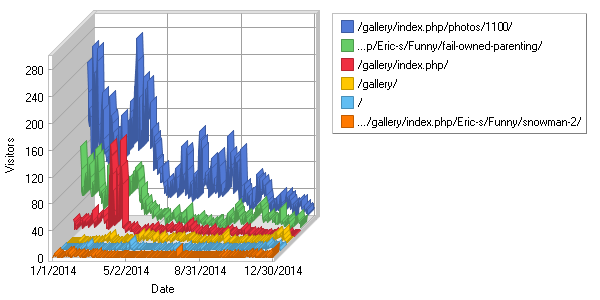 280
240
200
160
120
80
40
0
Visitors
1/1/2014 5/2/2014 8/31/2014 12/30/2014
Date
/gallery/index.php/photos/1100/
...p/Eric-s/Funny/fail-owned-parenting/
/gallery/index.php/
/gallery/
/
.../gallery/index.php/Eric-s/Funny/snowman-2/